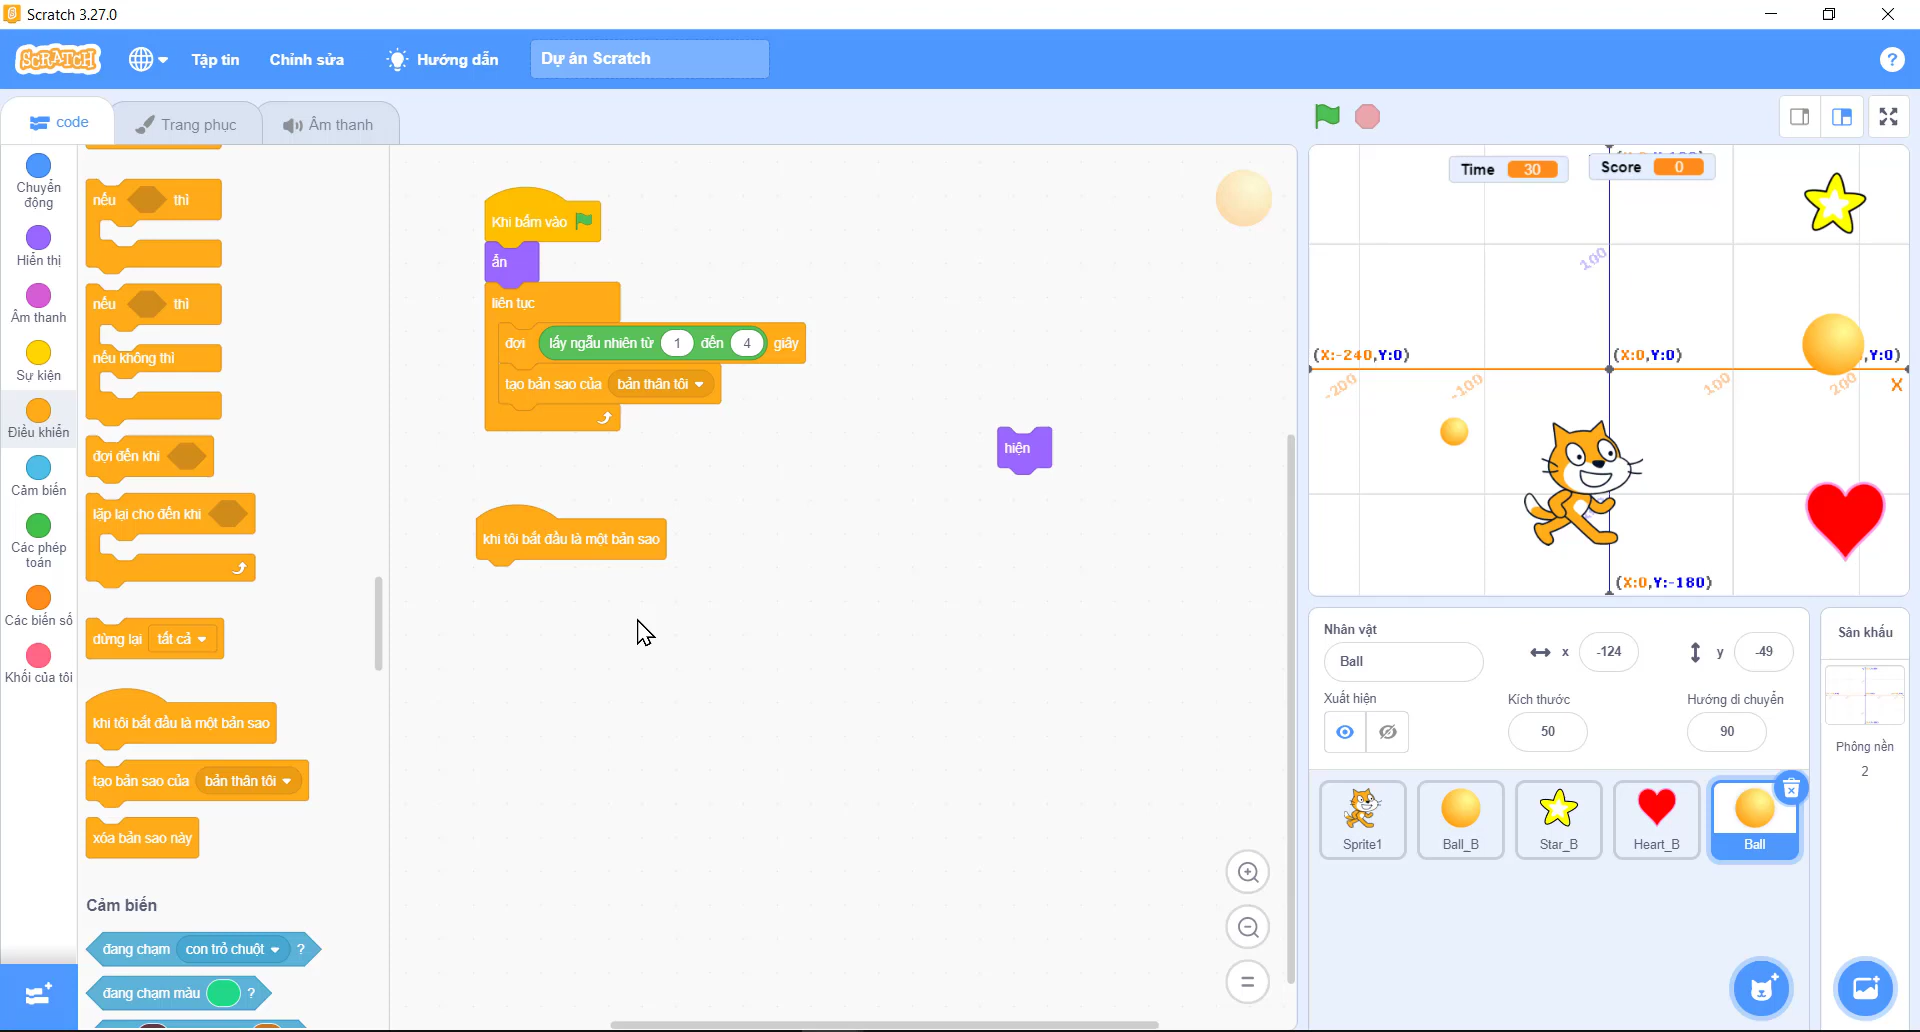 Scratch 3.27.0
SCRATCH
Tập tin
Chỉnh sửa
Hướng dẫn
Dự án Scratch
?
code
Trang phục
Âm thanh
Chuyển động
Hiển thị
Âm thanh
Sự kiện
Điều khiển
Cảm biến
Các phép toán
Các biến số
Khối của tôi
nếu thì
nếu thì
nếu không thì
đợi đến khi
lặp lại cho đến khi
dừng lại tất cả
khi tôi bắt đầu là một bản sao
tạo bản sao của bản thân tôi
xóa bản sao này
Cảm biến
đang chạm con trỏ chuột ?
đang chạm màu ?
Khi bấm vào
ẩn
liên tục
đợi lấy ngẫu nhiên từ 1 đến 4 giây
tạo bản sao của bản thân tôi
hiện
khi tôi bắt đầu là một bản sao
Time 30
Score 0
100
(X:-240,Y:0)
(X:0,Y:0)
,Y:0)
-200
-100
100
200
X
(X:0,Y:-180)
Nhân vật
Ball
x -124
y -49
Xuất hiện
Kích thước
50
Hướng di chuyển
90
Sprite1
Ball_B
Star_B
Heart_B
Ball
Sân khấu
Phông nền
2